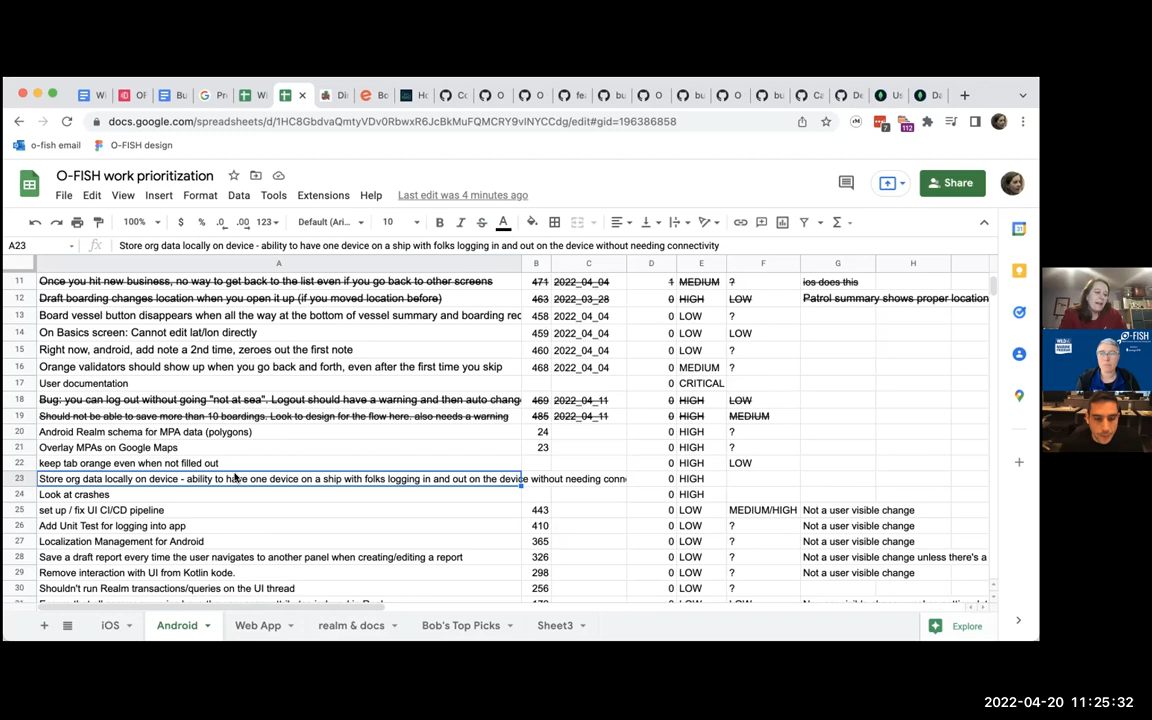 Wi
OF
Bu
Pr
Wi
Di
Bo
Ho
Co
O
O
fe
bu
O
bu
O
bu
Ca
De
Us
Da
docs.google.com/spreadsheets/d/1HC8GbdvaQmtyVDv0RbwxR6JcBkMuFQMCRY9vlNYCCdg/edit#gid=196386858
7
112
o-fish email
O-FISH design
O-FISH work prioritization
File Edit View Insert Format Data Tools Extensions Help Last edit was 4 minutes ago
Share
100% $ % .0 .00 123 Default (Ari... 10 B I S A
A23 fx Store org data locally on device - ability to have one device on a ship with folks logging in and out on the device without needing connectivity
A B C D E F G H
11 Once you hit new business, no way to get back to the list even if you go back to other screens 471 2022_04_04 1 MEDIUM ? ios does this
12 Draft boarding changes location when you open it up (if you moved location before) 463 2022_03_28 0 HIGH LOW Patrol summary shows proper location
13 Board vessel button disappears when all the way at the bottom of vessel summary and boarding rec 458 2022_04_04 0 LOW ?
14 On Basics screen: Cannot edit lat/lon directly 459 2022_04_04 0 LOW LOW
15 Right now, android, add note a 2nd time, zeroes out the first note 460 2022_04_04 0 LOW ?
16 Orange validators should show up when you go back and forth, even after the first time you skip 468 2022_04_04 0 MEDIUM ?
17 User documentation 0 CRITICAL
18 Bug: you can log out without going "not at sea". Logout should have a warning and then auto chang 469 2022_04_11 0 HIGH LOW
19 Should not be able to save more than 10 boardings. Look to design for the flow here. also needs a warning 485 2022_04_11 0 HIGH MEDIUM
20 Android Realm schema for MPA data (polygons) 24 0 HIGH ?
21 Overlay MPAs on Google Maps 23 0 HIGH ?
22 keep tab orange even when not filled out 0 HIGH LOW
23 Store org data locally on device - ability to have one device on a ship with folks logging in and out on the device without needing conn 0 HIGH
24 Look at crashes 0 HIGH
25 set up / fix UI CI/CD pipeline 443 0 LOW MEDIUM/HIGH Not a user visible change
26 Add Unit Test for logging into app 410 0 LOW ? Not a user visible change
27 Localization Management for Android 365 0 LOW ? Not a user visible change
28 Save a draft report every time the user navigates to another panel when creating/editing a report 326 0 LOW ? Not a user visible change unless there's a
29 Remove interaction with UI from Kotlin code. 298 0 LOW ? Not a user visible change
30 Shouldn't run Realm transactions/queries on the UI thread 256 0 LOW ?
iOS Android Web App realm & docs Bob's Top Picks Sheet3 Explore
O-FISH
2022-04-20 11:25:32